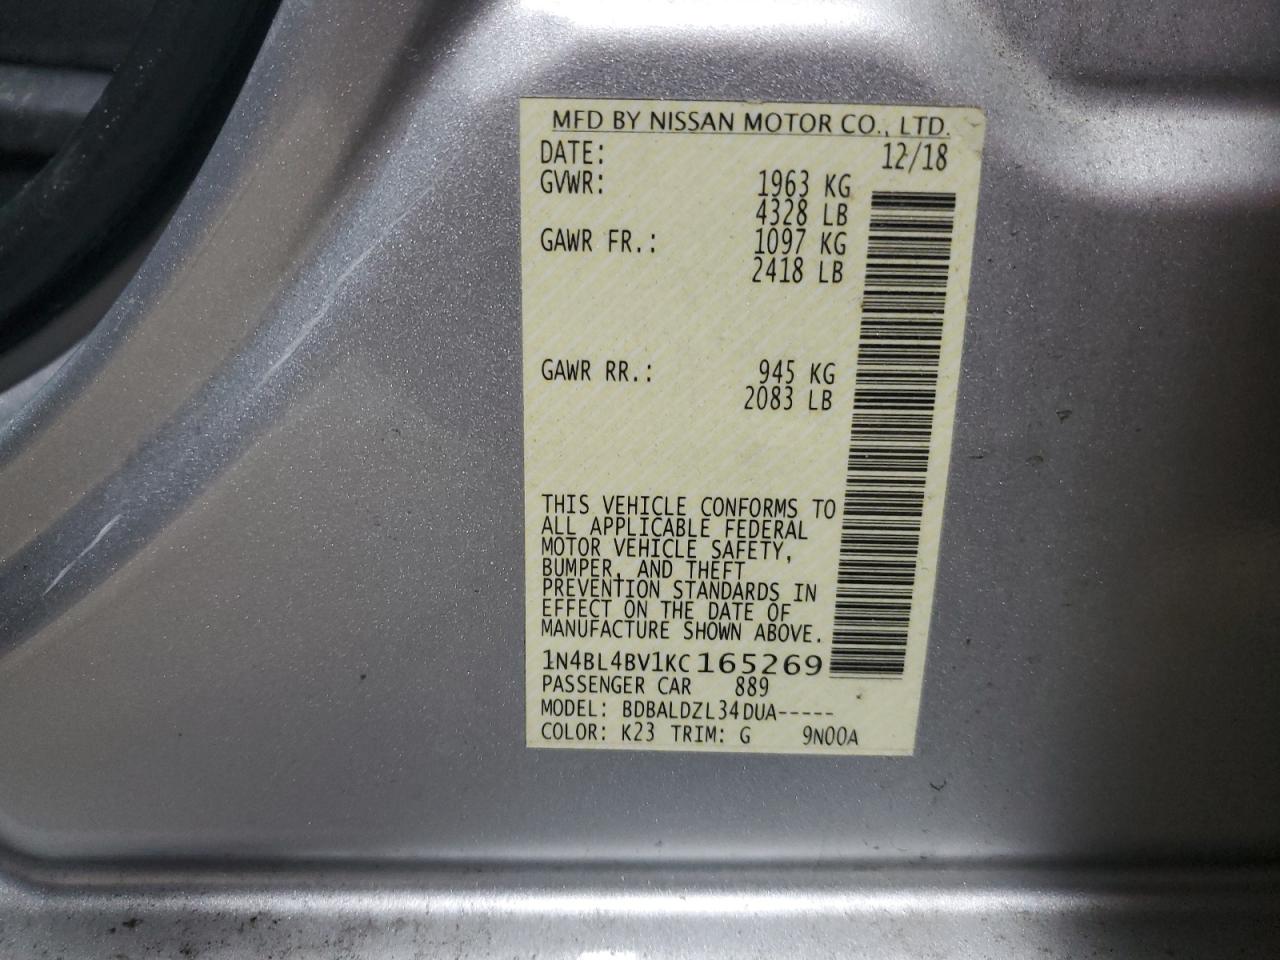 MFD BY NISSAN MOTOR CO., LTD.
DATE: 12/18
GVWR: 1963 KG
4328 LB
GAWR FR.: 1097 KG
2418 LB
GAWR RR.: 945 KG
2083 LB
THIS VEHICLE CONFORMS TO
ALL APPLICABLE FEDERAL
MOTOR VEHICLE SAFETY,
BUMPER, AND THEFT
PREVENTION STANDARDS IN
EFFECT ON THE DATE OF
MANUFACTURE SHOWN ABOVE.
1N4BL4BV1KC165269
PASSENGER CAR 889
MODEL: BDBALDZL34DUA-----
COLOR: K23 TRIM: G 9N00A